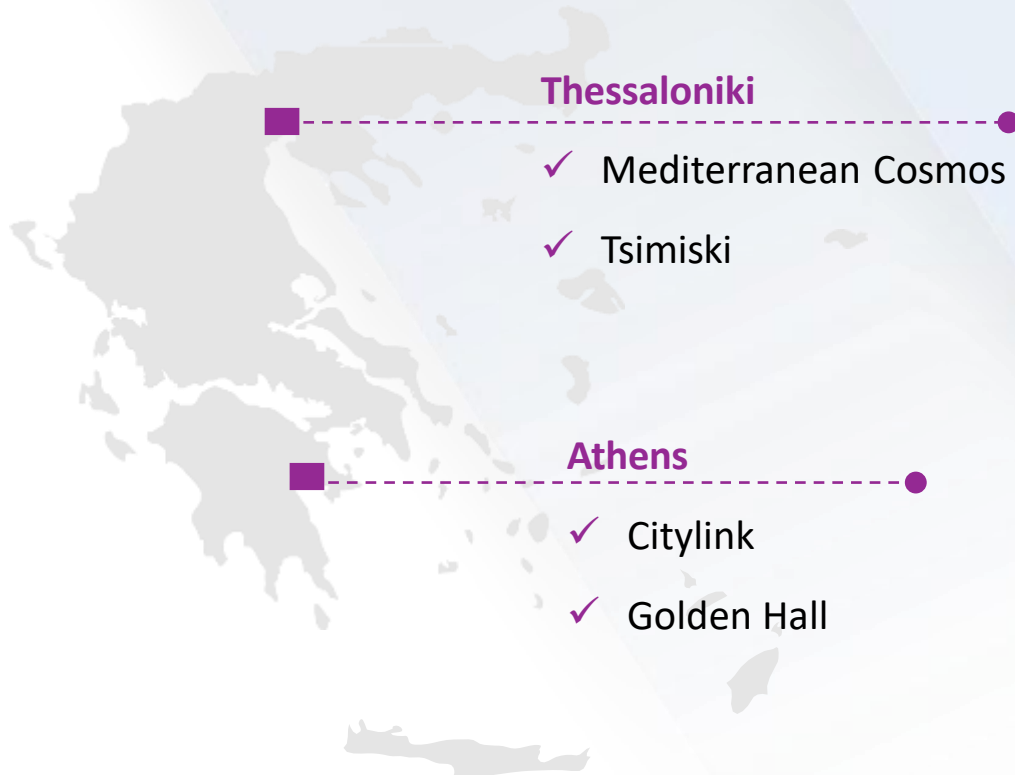 Thessaloniki
✓ Mediterranean Cosmos
✓ Tsimiski
Athens
✓ Citylink
✓ Golden Hall